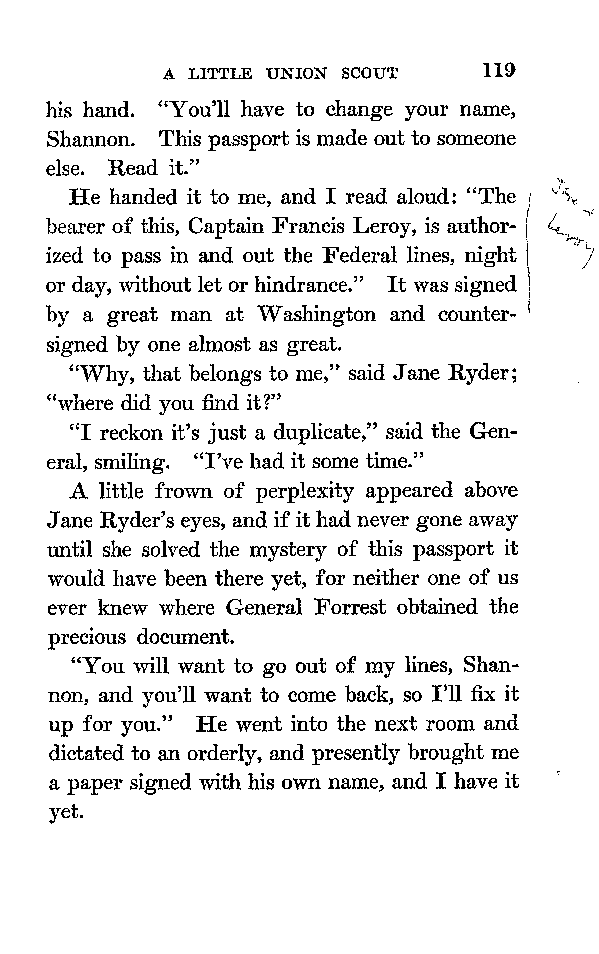 A LITTLE UNION SCOUT 119
his hand. “You’ll have to change your name,
Shannon. This passport is made out to someone
else. Read it.”
He handed it to me, and I read aloud: “The
bearer of this, Captain Francis Leroy, is author-
ized to pass in and out the Federal lines, night
or day, without let or hindrance.” It was signed
by a great man at Washington and counter-
signed by one almost as great.
“Why, that belongs to me,” said Jane Ryder;
“where did you find it?”
“I reckon it’s just a duplicate,” said the Gen-
eral, smiling. “I’ve had it some time.”
A little frown of perplexity appeared above
Jane Ryder’s eyes, and if it had never gone away
until she solved the mystery of this passport it
would have been there yet, for neither one of us
ever knew where General Forrest obtained the
precious document.
“You will want to go out of my lines, Shan-
non, and you’ll want to come back, so I’ll fix it
up for you.” He went into the next room and
dictated to an orderly, and presently brought me
a paper signed with his own name, and I have it
yet.
Leroy